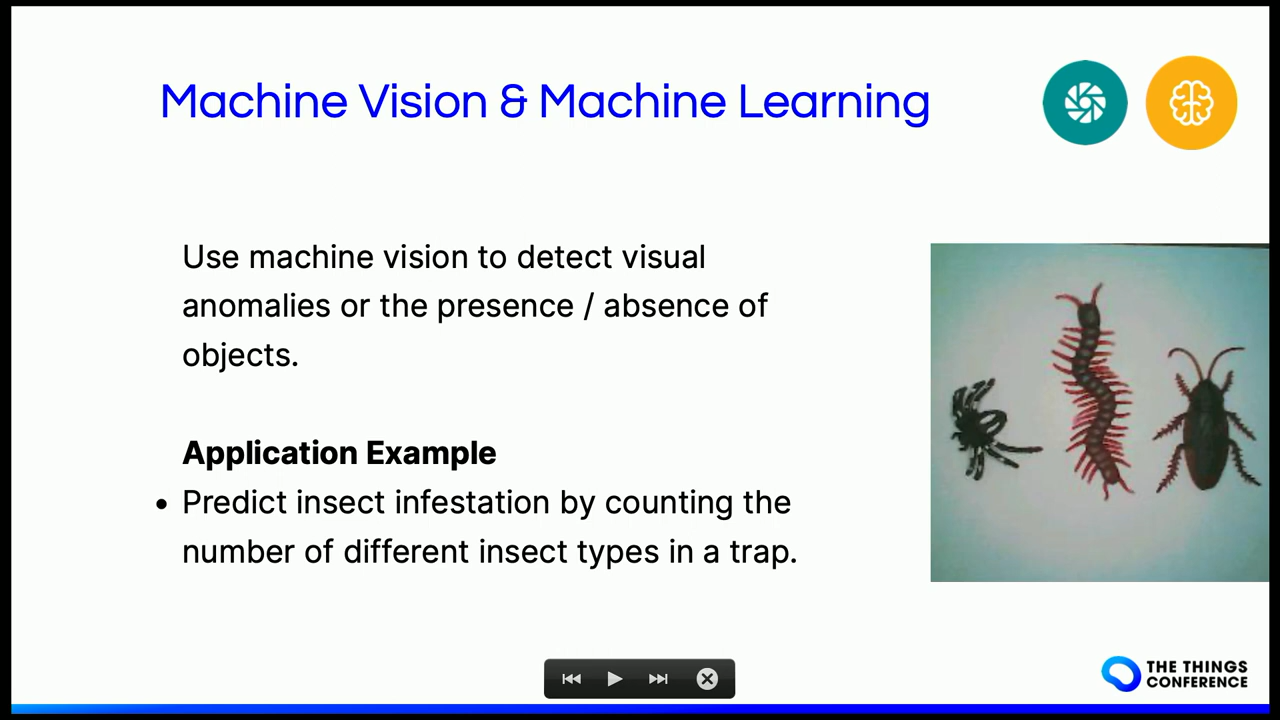 Machine Vision & Machine Learning
Use machine vision to detect visual
anomalies or the presence / absence of
objects.
Application Example
• Predict insect infestation by counting the
number of different insect types in a trap.
THE THINGS
CONFERENCE